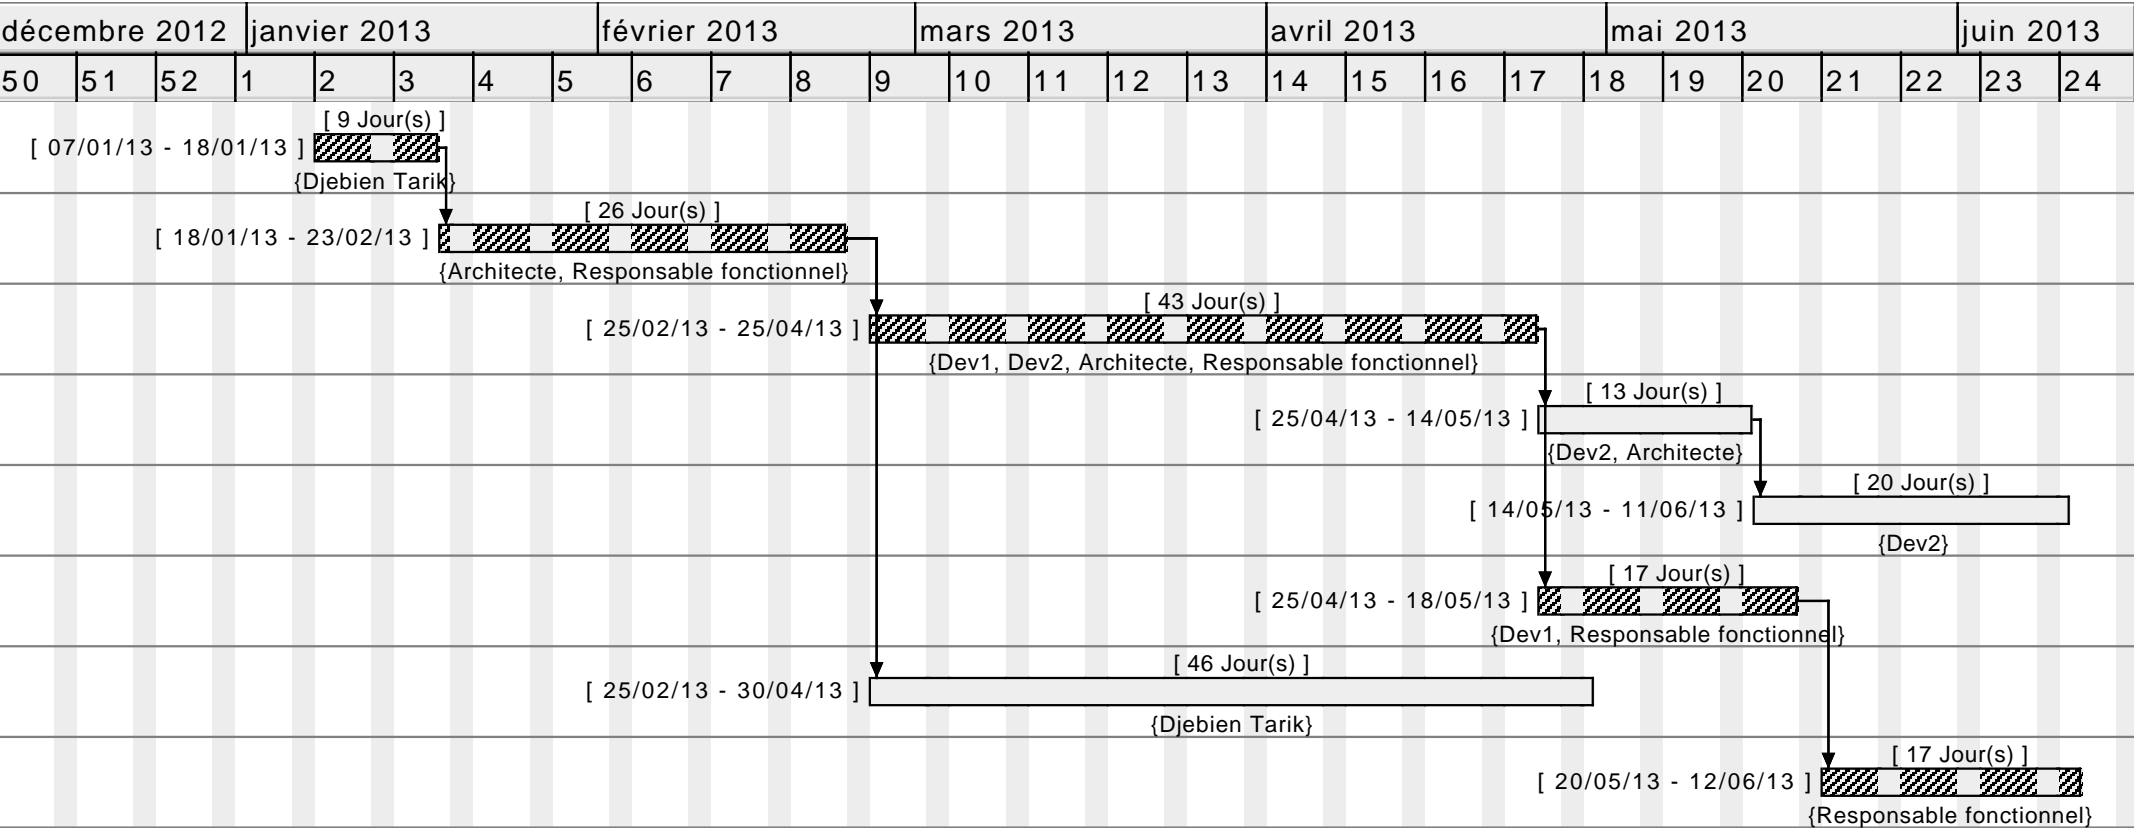 décembre 2012 janvier 2013 février 2013 mars 2013 avril 2013 mai 2013 juin 2013
50 51 52 1 2 3 4 5 6 7 8 9 10 11 12 13 14 15 16 17 18 19 20 21 22 23 24
[ 9 Jour(s) ]
[ 07/01/13 - 18/01/13 ]
{Djebien Tarik}
[ 26 Jour(s) ]
[ 18/01/13 - 23/02/13 ]
{Architecte, Responsable fonctionnel}
[ 43 Jour(s) ]
[ 25/02/13 - 25/04/13 ]
{Dev1, Dev2, Architecte, Responsable fonctionnel}
[ 13 Jour(s) ]
[ 25/04/13 - 14/05/13 ]
{Dev2, Architecte}
[ 20 Jour(s) ]
[ 14/05/13 - 11/06/13 ]
{Dev2}
[ 17 Jour(s) ]
[ 25/04/13 - 18/05/13 ]
{Dev1, Responsable fonctionnel}
[ 46 Jour(s) ]
[ 25/02/13 - 30/04/13 ]
{Djebien Tarik}
[ 17 Jour(s) ]
[ 20/05/13 - 12/06/13 ]
{Responsable fonctionnel}